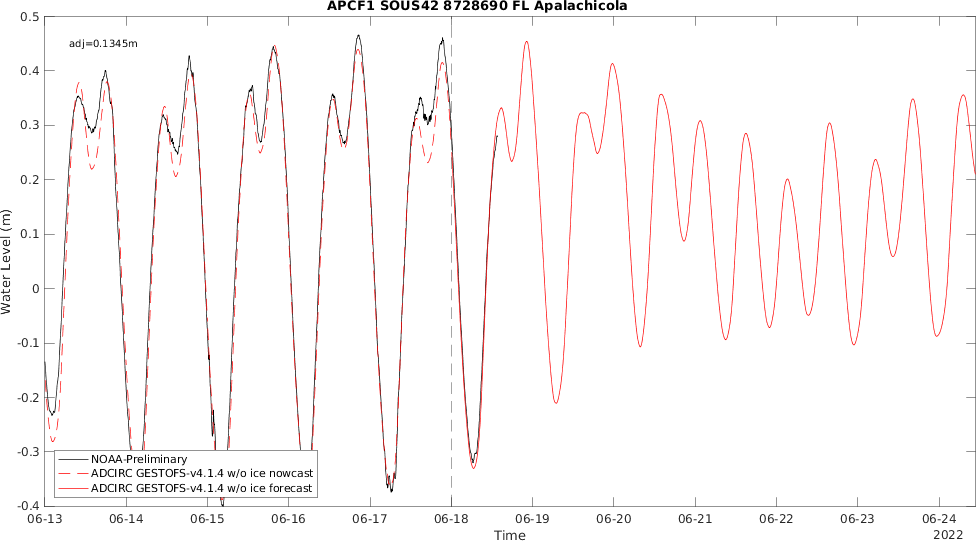 APCF1 SOUS42 8728690 FL Apalachicola
adj=0.1345m
0.5
0.4
0.3
0.2
0.1
0
-0.1
-0.2
-0.3
-0.4
Water Level (m)
NOAA-Preliminary
ADCIRC GESTOFS-v4.1.4 w/o ice nowcast
ADCIRC GESTOFS-v4.1.4 w/o ice forecast
06-13 06-14 06-15 06-16 06-17 06-18 06-19 06-20 06-21 06-22 06-23 06-24
Time
2022